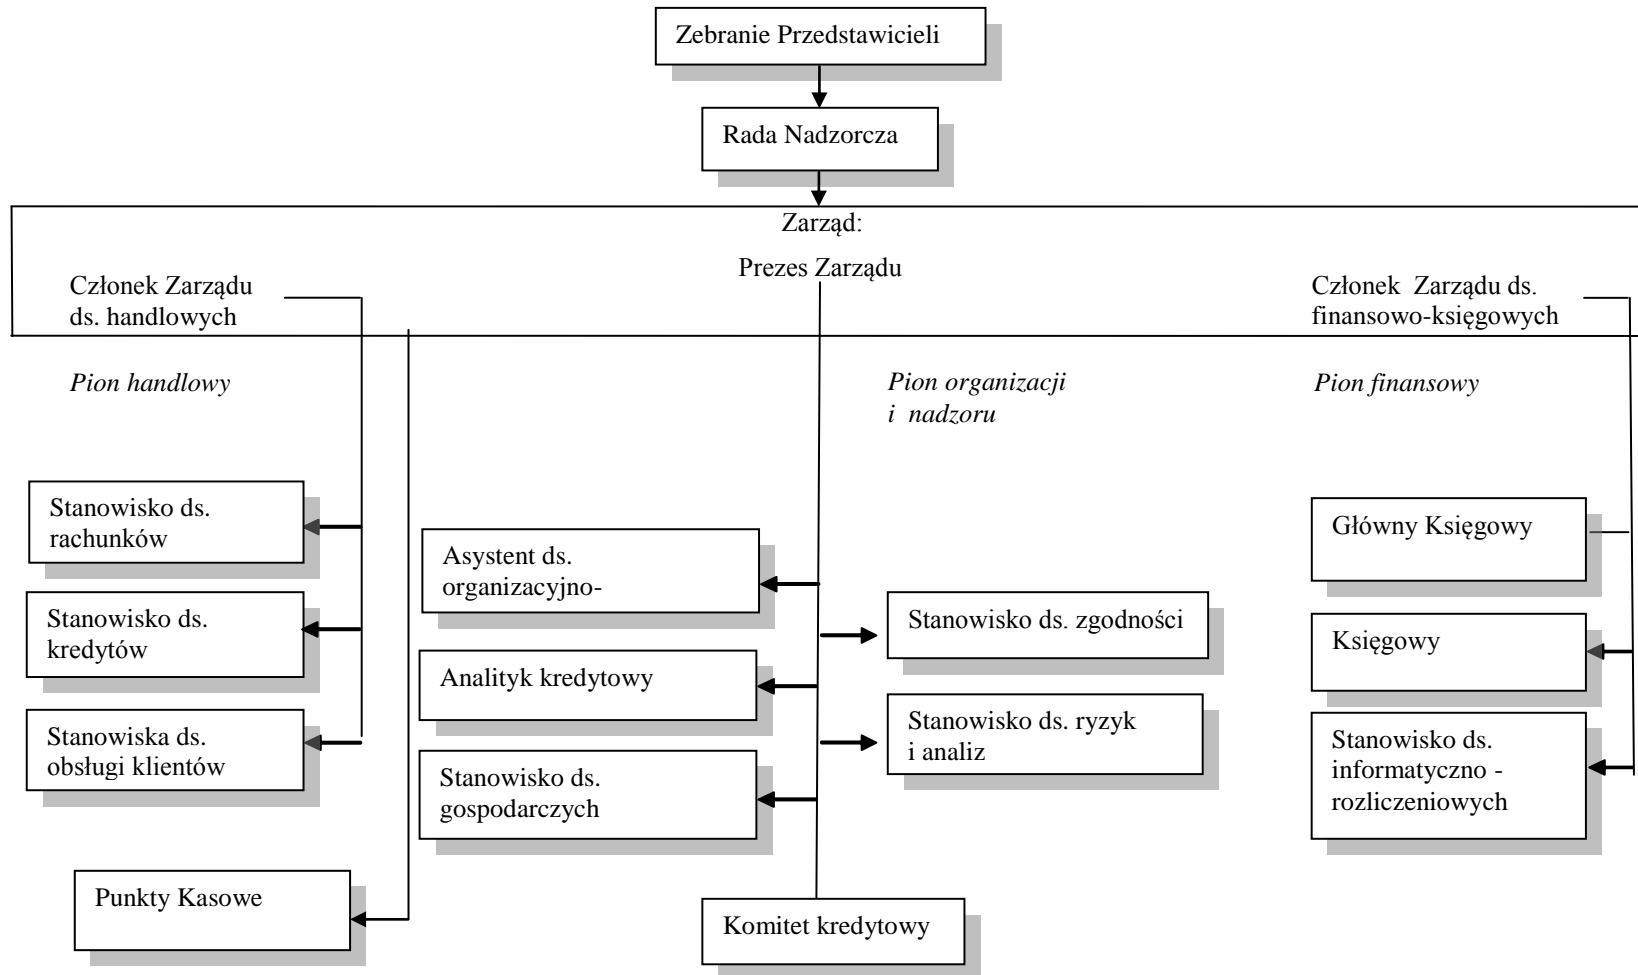 Zebranie Przedstawicieli
Rada Nadzorcza
Zarząd:
Prezes Zarządu
Członek Zarządu
ds. handlowych
Członek Zarządu ds.
finansowo-księgowych
Pion handlowy
Pion organizacji
i nadzoru
Pion finansowy
Stanowisko ds.
rachunków
Stanowisko ds.
kredytów
Stanowiska ds.
obsługi klientów
Punkty Kasowe
Asystent ds.
organizacyjno-
Analityk kredytowy
Stanowisko ds.
gospodarczych
Komitet kredytowy
Stanowisko ds. zgodności
Stanowisko ds. ryzyk
i analiz
Główny Księgowy
Księgowy
Stanowisko ds.
informatyczno -
rozliczeniowych